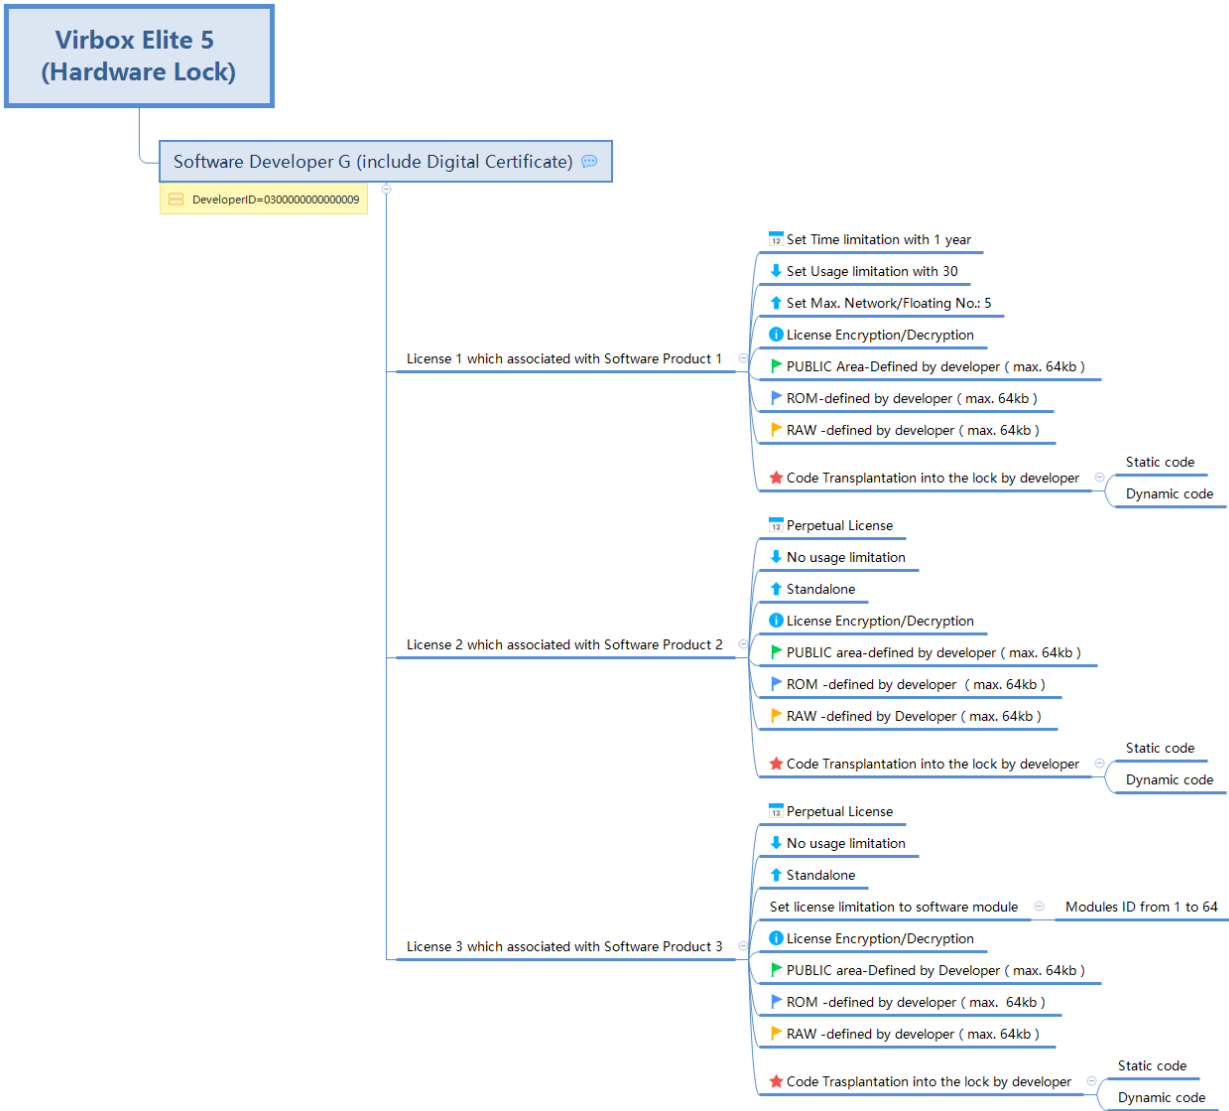 Virbox Elite 5
(Hardware Lock)
Software Developer G (include Digital Certificate)
DeveloperID=0300000000000009
License 1 which associated with Software Product 1
12 Set Time limitation with 1 year
Set Usage limitation with 30
Set Max. Network/Floating No.: 5
License Encryption/Decryption
PUBLIC Area-Defined by developer ( max. 64kb )
ROM-defined by developer ( max. 64kb )
RAW -defined by developer ( max. 64kb )
Code Transplantation into the lock by developer
Static code
Dynamic code
License 2 which associated with Software Product 2
12 Perpetual License
No usage limitation
Standalone
License Encryption/Decryption
PUBLIC area-defined by developer ( max. 64kb )
ROM -defined by developer  ( max. 64kb )
RAW -defined by Developer ( max. 64kb )
Code Transplantation into the lock by developer
Static code
Dynamic code
License 3 which associated with Software Product 3
12 Perpetual License
No usage limitation
Standalone
Set license limitation to software module
Modules ID from 1 to 64
License Encryption/Decryption
PUBLIC area-Defined by Developer ( max. 64kb )
ROM -defined by developer ( max.  64kb )
RAW -defined by developer ( max. 64kb )
Code Trasplantation into the lock by developer
Static code
Dynamic code